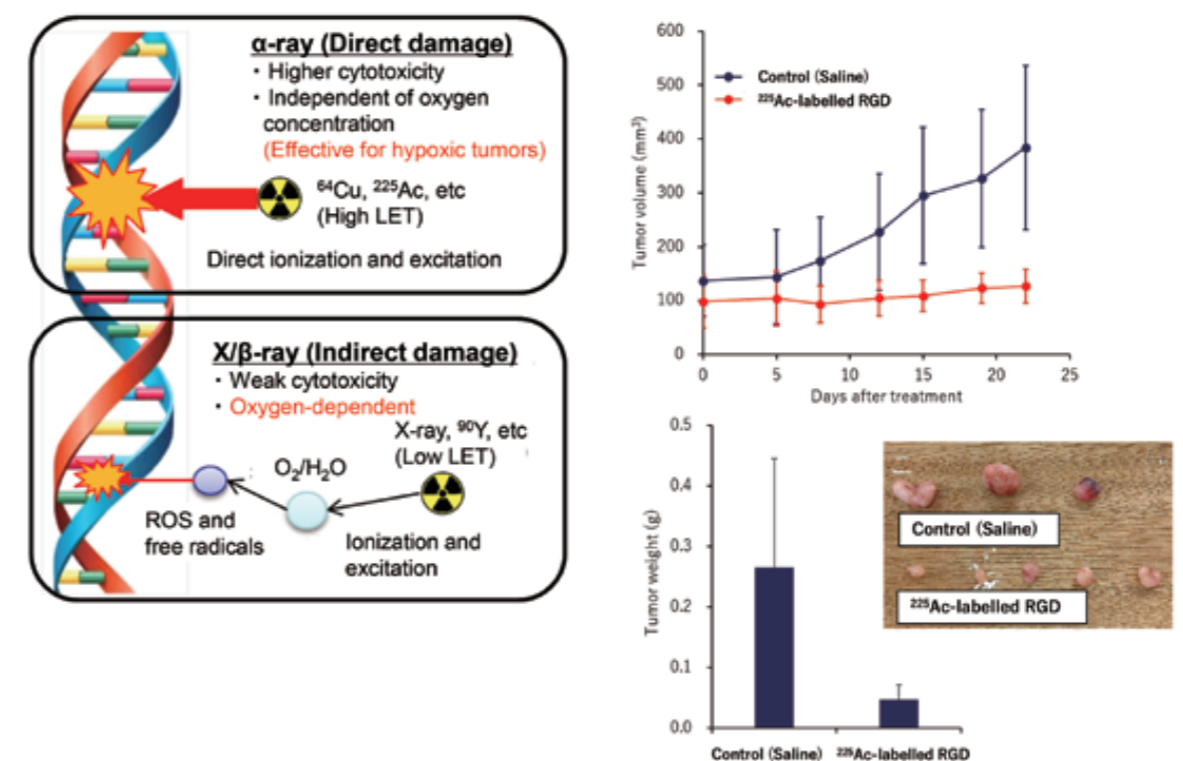 α-ray (Direct damage)
・Higher cytotoxicity
・Independent of oxygen
concentration
(Effective for hypoxic tumors)
⁶⁴Cu, ²²⁵Ac, etc
(High LET)
Direct ionization and excitation
X/β-ray (Indirect damage)
・Weak cytotoxicity
・Oxygen-dependent
X-ray, ⁹⁰Y, etc
(Low LET)
O₂/H₂O
ROS and
free radicals
Ionization and
excitation
600
500
400
300
200
100
0
Tumor volume (mm³)
Control (Saline)
²²⁵Ac-labelled RGD
0 5 10 15 20 25
Days after treatment
0.5
0.4
0.3
0.2
0.1
0.0
Tumor weight (g)
Control (Saline) ²²⁵Ac-labelled RGD
Control (Saline)
²²⁵Ac-labelled RGD